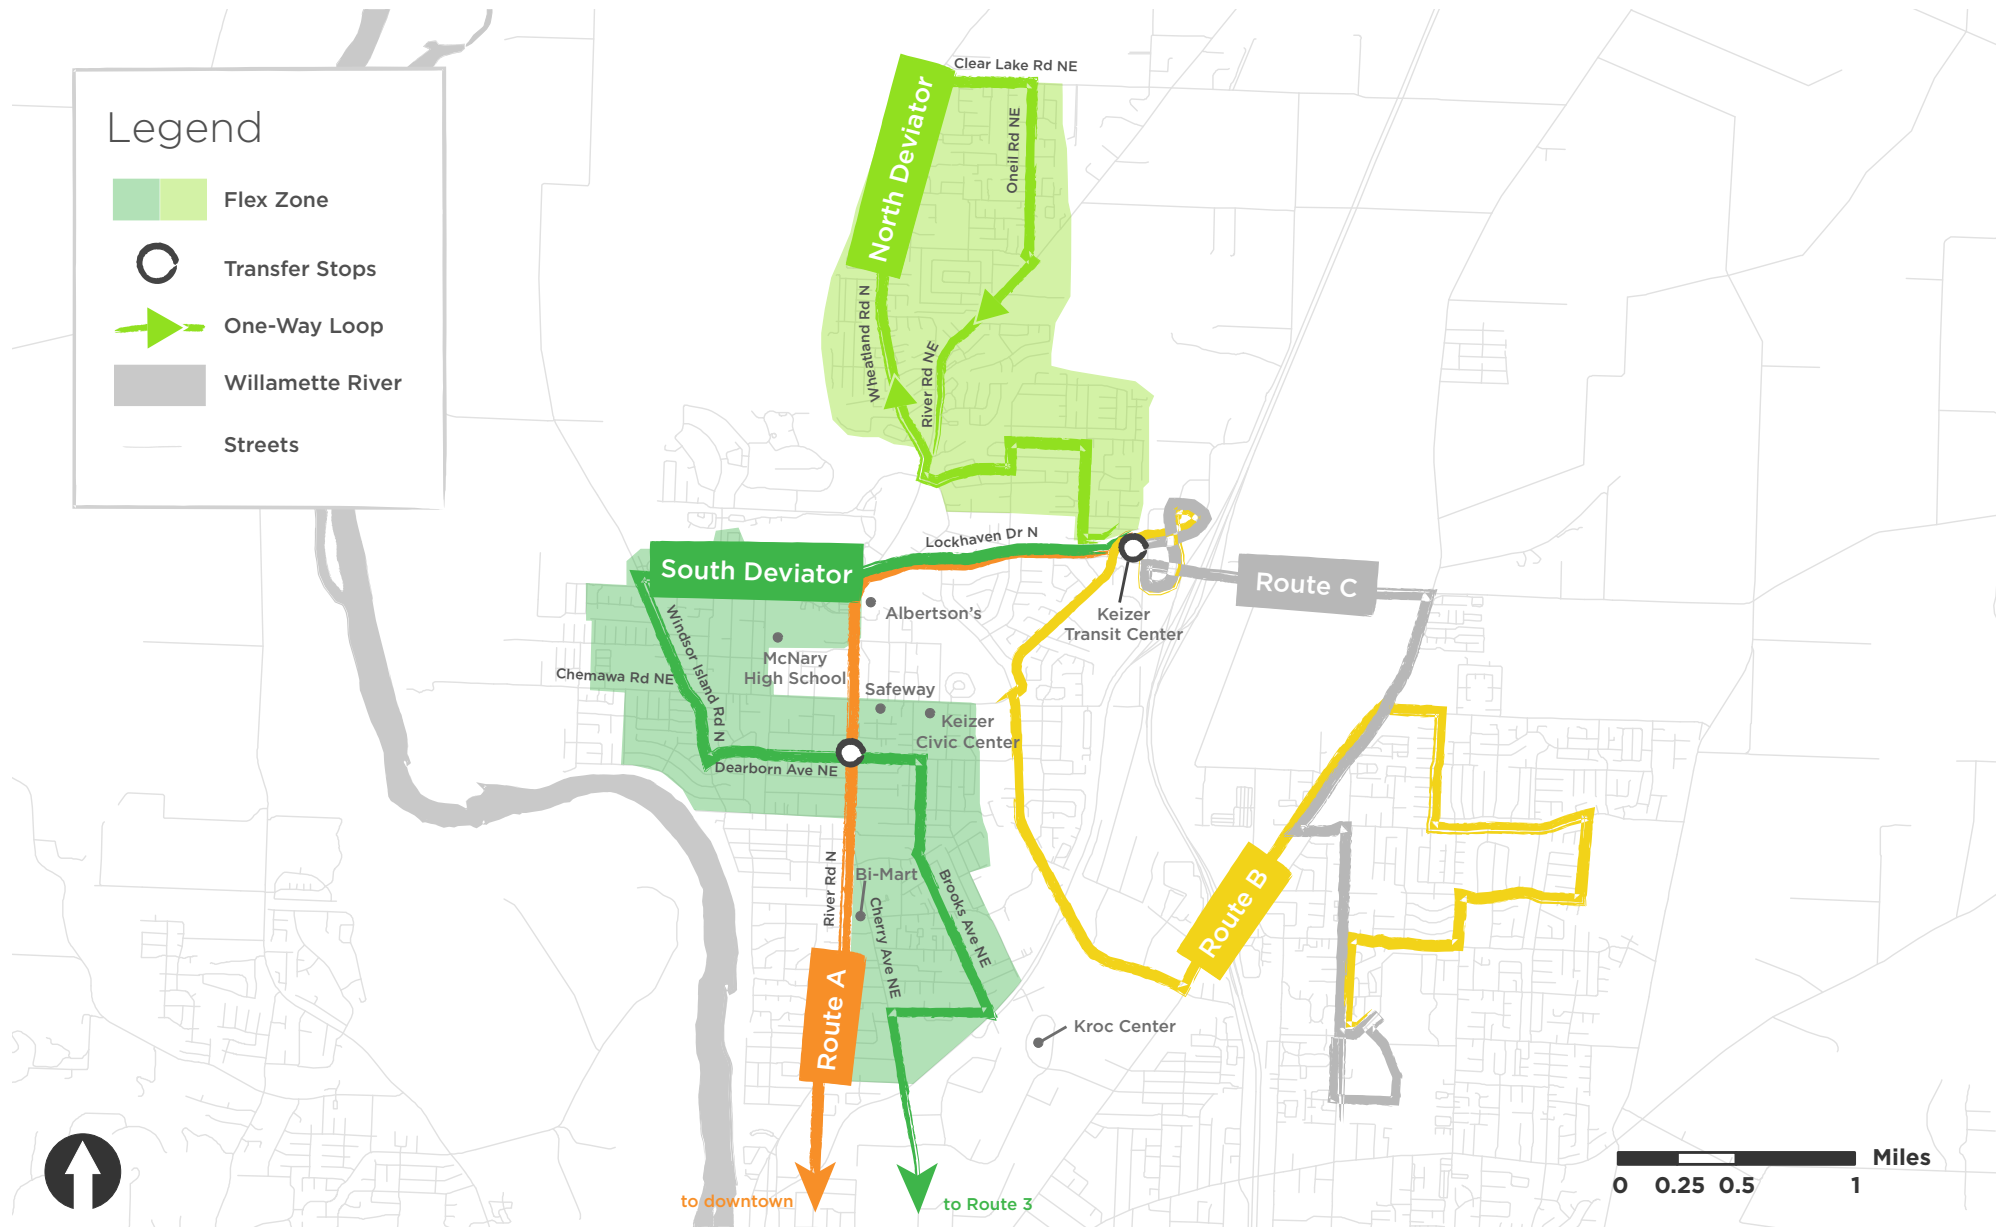 Legend
Flex Zone
Transfer Stops
One-Way Loop
Willamette River
Streets
Clear Lake Rd NE
North Deviator
Oneil Rd NE
Wheatland Rd N
River Rd NE
Lockhaven Dr N
South Deviator
Route C
Albertson's
Keizer
Transit Center
Windsor Island Rd N
McNary
High School
Chemawa Rd NE
Safeway
Keizer
Civic Center
Dearborn Ave NE
River Rd N
Bi-Mart
Cherry Ave NE
Brooks Ave NE
Route B
Route A
Kroc Center
to downtown
to Route 3
Miles
0 0.25 0.5 1